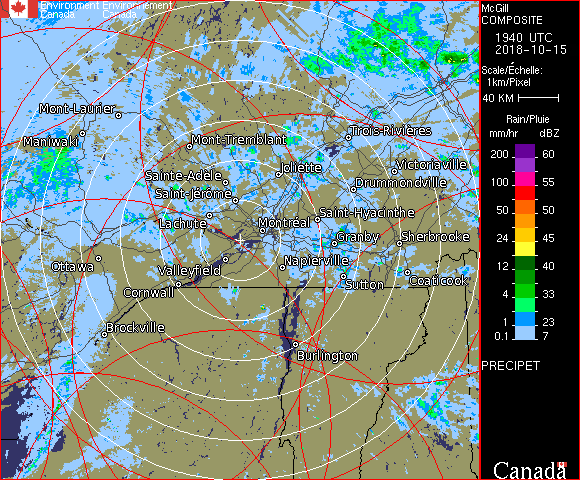 Environment Environnement
Canada Canada
McGill
COMPOSITE
1940 UTC
2018-10-15
Scale/Échelle:
1km/Pixel
40 KM
Rain/Pluie
mm/hr dBZ
200 60
100 55
50 50
24 45
12 40
4 33
1 23
0.1 7
PRECIPET
Mont-Laurier
Maniwaki
Mont-Tremblant
Trois-Rivières
Joliette
Victoriaville
Sainte-Adèle
Drummondville
Saint-Jérôme
Saint-Hyacinthe
Lachute
Montréal
Granby
Sherbrooke
Ottawa
Valleyfield
Napierville
Sutton
Coaticook
Cornwall
Brockville
Burlington
Canada